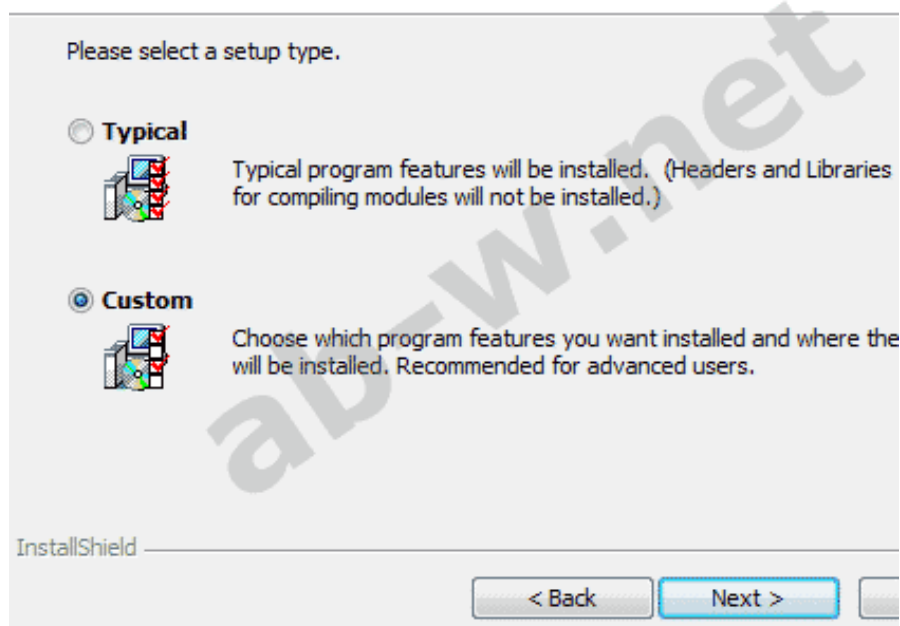 Please select a setup type.
Typical
Typical program features will be installed. (Headers and Libraries
for compiling modules will not be installed.)
Custom
Choose which program features you want installed and where the
will be installed. Recommended for advanced users.
ab-w.net
InstallShield
< Back Next >